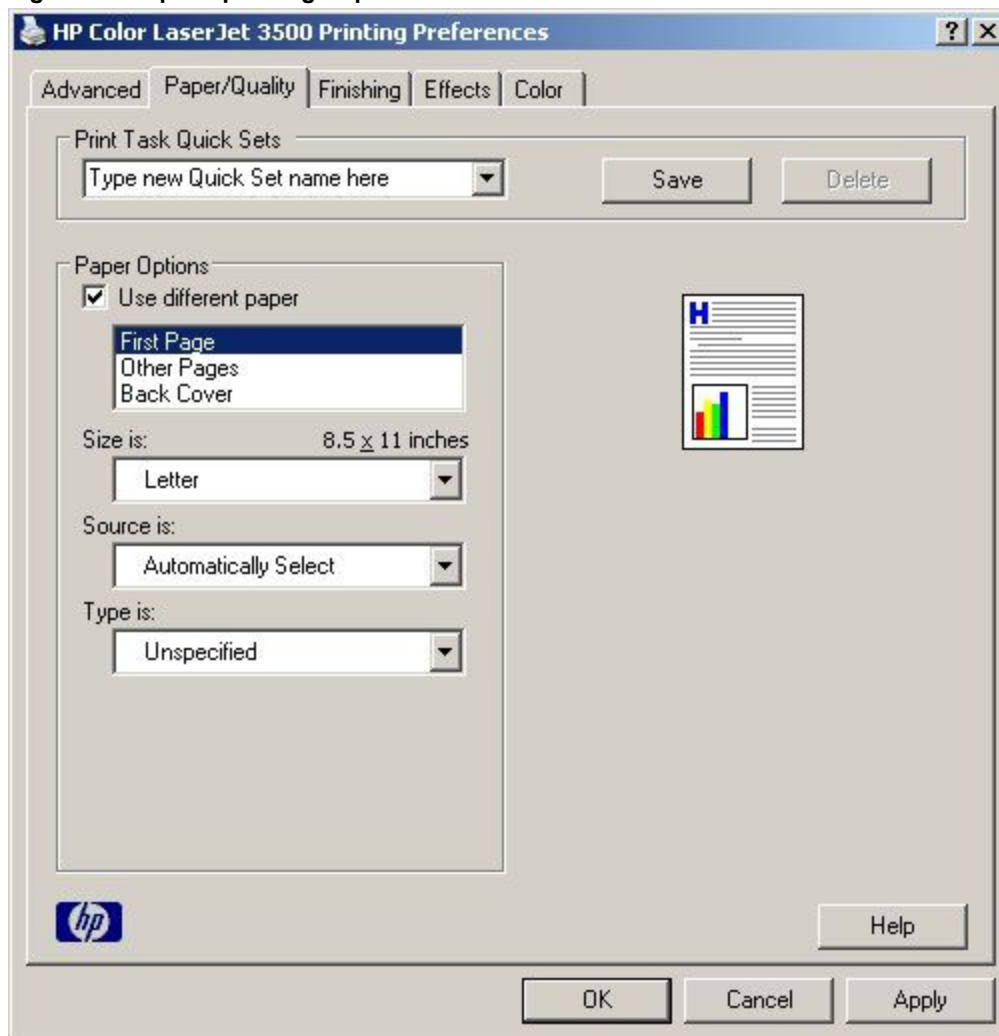 HP Color LaserJet 3500 Printing Preferences
Advanced Paper/Quality Finishing Effects Color
Print Task Quick Sets
Type new Quick Set name here Save Delete
Paper Options
Use different paper
First Page
Other Pages
Back Cover
Size is: 8.5 x 11 inches
Letter
Source is:
Automatically Select
Type is:
Unspecified
H
hp
Help
OK Cancel Apply